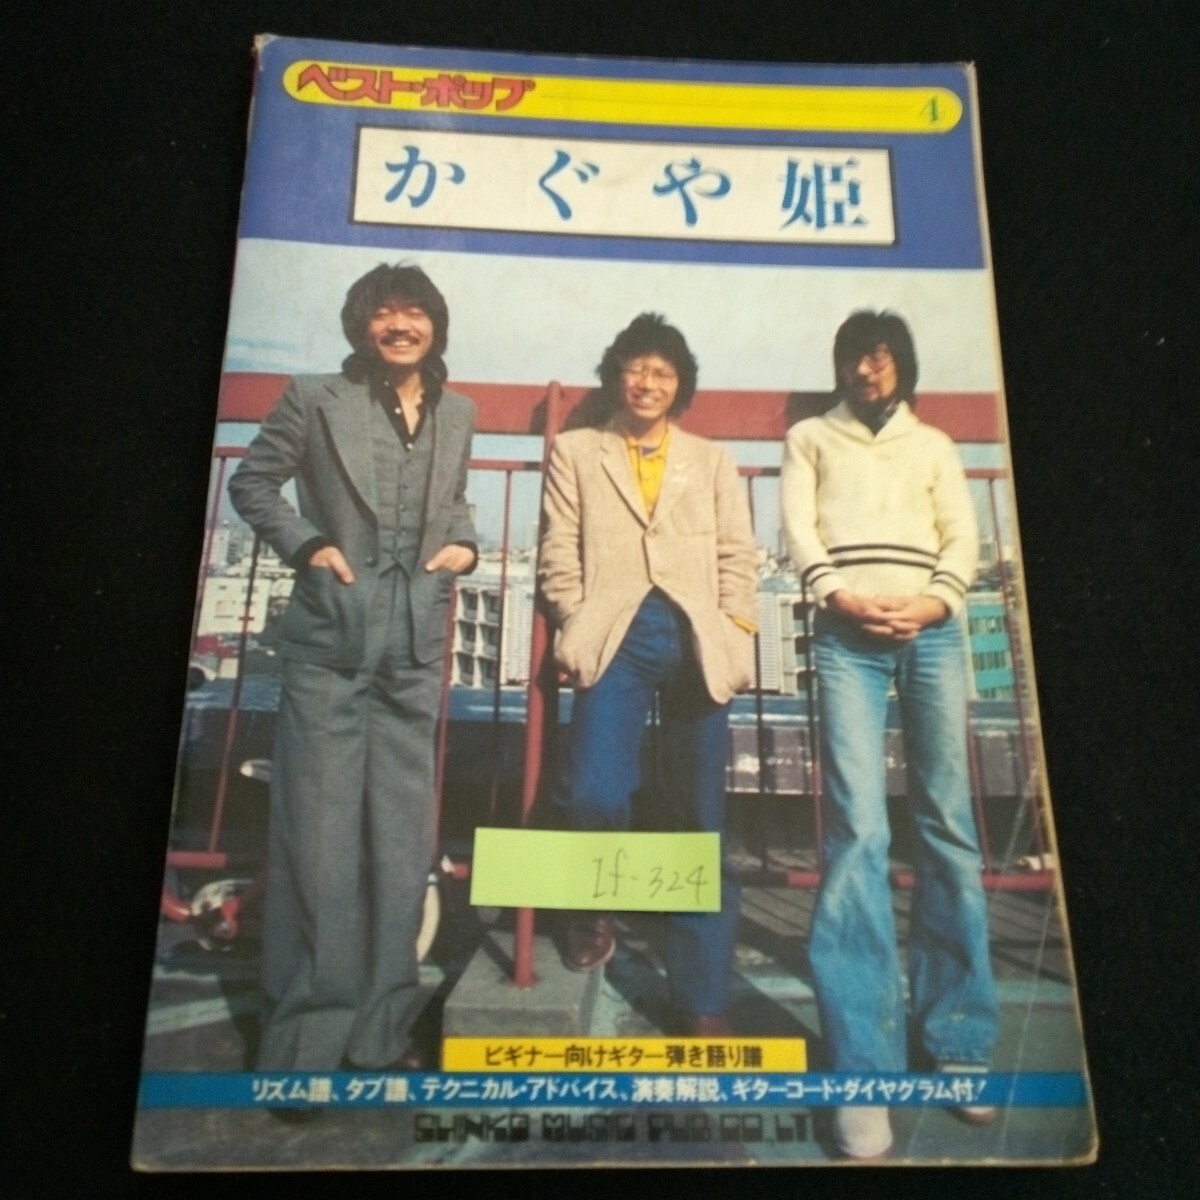 ベスト・ポップ
4
かぐや姫
If-324
ビギナー向けギター弾き語り譜
リズム譜、タブ譜、テクニカル・アドバイス、演奏解説、ギターコード・ダイヤグラム付!
SHINKO MUSIC PUB CO., LT